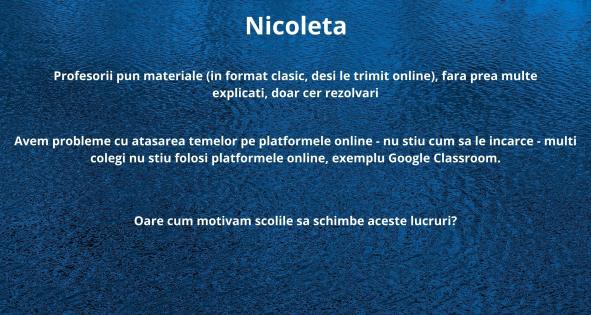 Nicoleta
Profesorii pun materiale (in format clasic, desi le trimit online), fara prea multe
explicati, doar cer rezolvari
Avem probleme cu atasarea temelor pe platformele online - nu stiu cum sa le incarce - multi
colegi nu stiu folosi platformele online, exemplu Google Classroom.
Oare cum motivam scolile sa schimbe aceste lucruri?